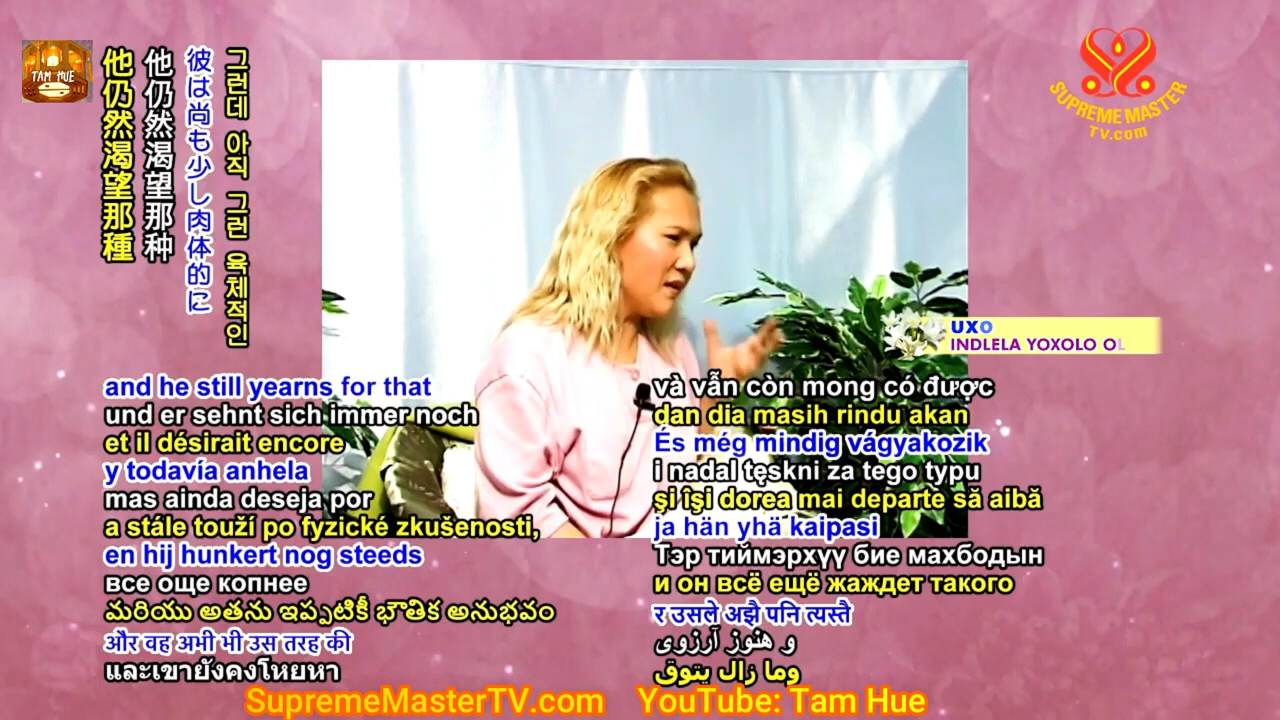 TAM HUE
SUPREME MASTER
TV.com
그런데 아직 그런 육체적인
彼は尚も少し肉体的に
他仍然渴望那种
他仍然渴望那種
UXO
INDLELA YOXOLO OL
and he still yearns for that
und er sehnt sich immer noch
et il désirait encore
y todavía anhela
mas ainda deseja por
a stále touží po fyzické zkušenosti,
en hij hunkert nog steeds
все още копнее
మరియు అతను ఇప్పటికీ భౌతిక అనుభవం
और वह अभी भी उस तरह की
และเขายังคงโหยหา
và vẫn còn mong có được
dan dia masih rindu akan
És még mindig vágyakozik
i nadal tęskni za tego typu
şi îşi dorea mai departe să aibă
ja hän yhä kaipasi
Тэр тиймэрхүү бие махбодын
и он всё ещё жаждет такого
र उसले अझै पनि त्यस्तै
و هنوز آرزوی
وما زال يتوق
SupremeMasterTV.com YouTube: Tam Hue